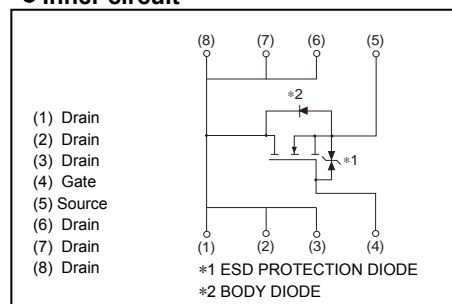 Inner circuit
(8) (7) (6) (5)
∗2
(1) Drain
(2) Drain
(3) Drain
(4) Gate
(5) Source
(6) Drain
(7) Drain
(8) Drain
∗1
(1) (2) (3) (4)
∗1 ESD PROTECTION DIODE
∗2 BODY DIODE